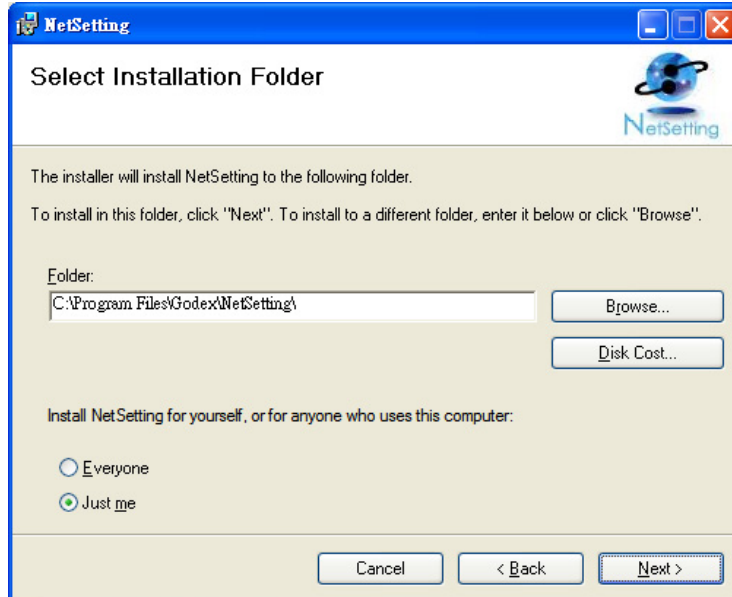 NetSetting
Select Installation Folder
NetSetting
The installer will install NetSetting to the following folder.
To install in this folder, click "Next". To install to a different folder, enter it below or click "Browse".
Folder:
C:\Program Files\Godex\NetSetting\
Browse...
Disk Cost...
Install NetSetting for yourself, or for anyone who uses this computer:
Everyone
Just me
Cancel < Back Next >